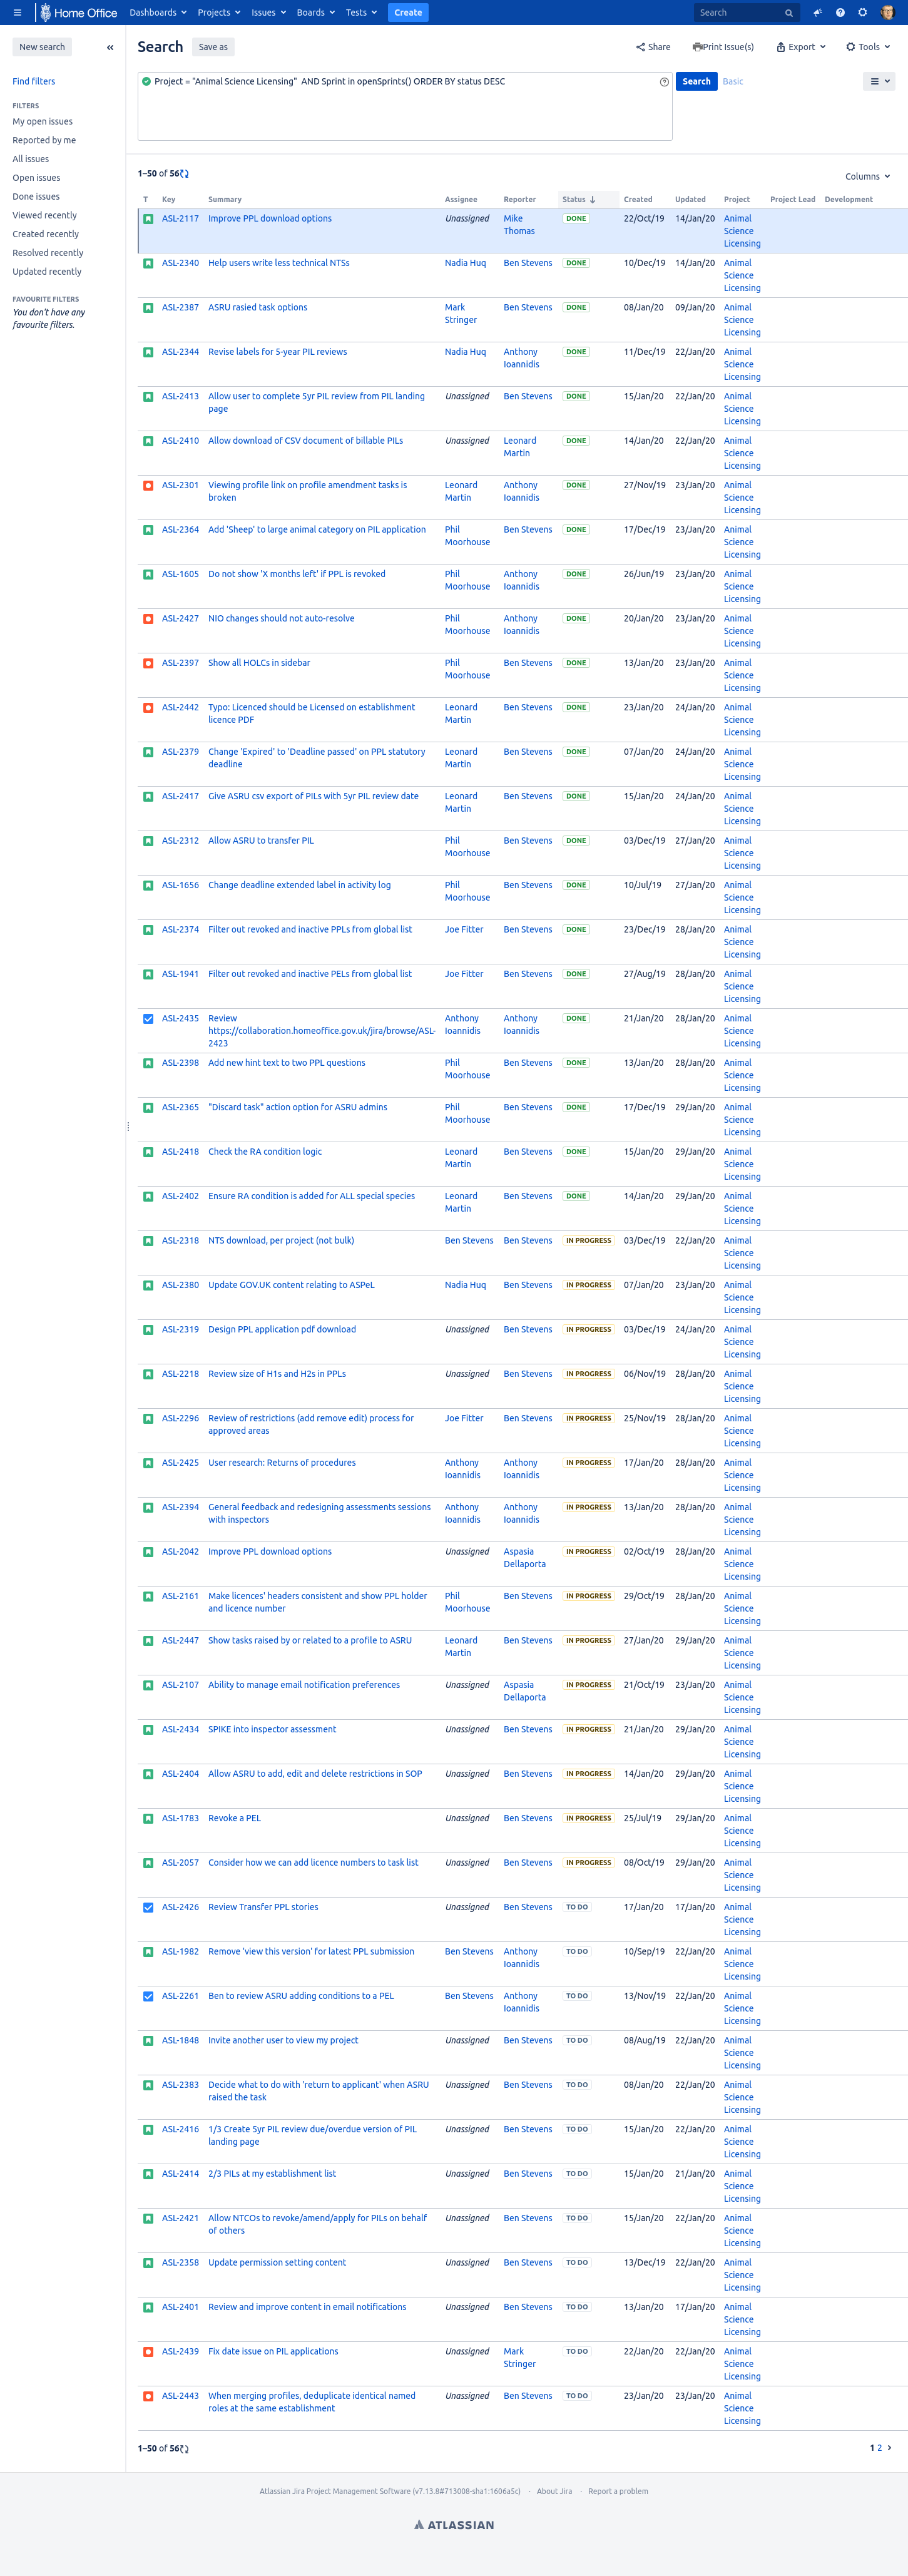 Home Office Dashboards Projects Issues Boards Tests Create Search
New search
Find filters
FILTERS
My open issues
Reported by me
All issues
Open issues
Done issues
Viewed recently
Created recently
Resolved recently
Updated recently
FAVOURITE FILTERS
You don't have any
favourite filters.
Search Save as Share Print Issue(s) Export Tools
Project = "Animal Science Licensing" AND Sprint in openSprints() ORDER BY status DESC
Search Basic
1–50 of 56 Columns
T Key Summary Assignee Reporter Status Created Updated Project Project Lead Development
ASL-2117 Improve PPL download options Unassigned Mike Thomas DONE 22/Oct/19 14/Jan/20 Animal Science Licensing
ASL-2340 Help users write less technical NTSs Nadia Huq Ben Stevens DONE 10/Dec/19 14/Jan/20 Animal Science Licensing
ASL-2387 ASRU rasied task options Mark Stringer Ben Stevens DONE 08/Jan/20 09/Jan/20 Animal Science Licensing
ASL-2344 Revise labels for 5-year PIL reviews Nadia Huq Anthony Ioannidis DONE 11/Dec/19 22/Jan/20 Animal Science Licensing
ASL-2413 Allow user to complete 5yr PIL review from PIL landing page Unassigned Ben Stevens DONE 15/Jan/20 22/Jan/20 Animal Science Licensing
ASL-2410 Allow download of CSV document of billable PILs Unassigned Leonard Martin DONE 14/Jan/20 22/Jan/20 Animal Science Licensing
ASL-2301 Viewing profile link on profile amendment tasks is broken Leonard Martin Anthony Ioannidis DONE 27/Nov/19 23/Jan/20 Animal Science Licensing
ASL-2364 Add 'Sheep' to large animal category on PIL application Phil Moorhouse Ben Stevens DONE 17/Dec/19 23/Jan/20 Animal Science Licensing
ASL-1605 Do not show 'X months left' if PPL is revoked Phil Moorhouse Anthony Ioannidis DONE 26/Jun/19 23/Jan/20 Animal Science Licensing
ASL-2427 NIO changes should not auto-resolve Phil Moorhouse Anthony Ioannidis DONE 20/Jan/20 23/Jan/20 Animal Science Licensing
ASL-2397 Show all HOLCs in sidebar Phil Moorhouse Ben Stevens DONE 13/Jan/20 23/Jan/20 Animal Science Licensing
ASL-2442 Typo: Licenced should be Licensed on establishment licence PDF Leonard Martin Ben Stevens DONE 23/Jan/20 24/Jan/20 Animal Science Licensing
ASL-2379 Change 'Expired' to 'Deadline passed' on PPL statutory deadline Leonard Martin Ben Stevens DONE 07/Jan/20 24/Jan/20 Animal Science Licensing
ASL-2417 Give ASRU csv export of PILs with 5yr PIL review date Leonard Martin Ben Stevens DONE 15/Jan/20 24/Jan/20 Animal Science Licensing
ASL-2312 Allow ASRU to transfer PIL Phil Moorhouse Ben Stevens DONE 03/Dec/19 27/Jan/20 Animal Science Licensing
ASL-1656 Change deadline extended label in activity log Phil Moorhouse Ben Stevens DONE 10/Jul/19 27/Jan/20 Animal Science Licensing
ASL-2374 Filter out revoked and inactive PPLs from global list Joe Fitter Ben Stevens DONE 23/Dec/19 28/Jan/20 Animal Science Licensing
ASL-1941 Filter out revoked and inactive PELs from global list Joe Fitter Ben Stevens DONE 27/Aug/19 28/Jan/20 Animal Science Licensing
ASL-2435 Review https://collaboration.homeoffice.gov.uk/jira/browse/ASL-2423 Anthony Ioannidis Anthony Ioannidis DONE 21/Jan/20 28/Jan/20 Animal Science Licensing
ASL-2398 Add new hint text to two PPL questions Phil Moorhouse Ben Stevens DONE 13/Jan/20 28/Jan/20 Animal Science Licensing
ASL-2365 "Discard task" action option for ASRU admins Phil Moorhouse Ben Stevens DONE 17/Dec/19 29/Jan/20 Animal Science Licensing
ASL-2418 Check the RA condition logic Leonard Martin Ben Stevens DONE 15/Jan/20 29/Jan/20 Animal Science Licensing
ASL-2402 Ensure RA condition is added for ALL special species Leonard Martin Ben Stevens DONE 14/Jan/20 29/Jan/20 Animal Science Licensing
ASL-2318 NTS download, per project (not bulk) Ben Stevens Ben Stevens IN PROGRESS 03/Dec/19 22/Jan/20 Animal Science Licensing
ASL-2380 Update GOV.UK content relating to ASPeL Nadia Huq Ben Stevens IN PROGRESS 07/Jan/20 23/Jan/20 Animal Science Licensing
ASL-2319 Design PPL application pdf download Unassigned Ben Stevens IN PROGRESS 03/Dec/19 24/Jan/20 Animal Science Licensing
ASL-2218 Review size of H1s and H2s in PPLs Unassigned Ben Stevens IN PROGRESS 06/Nov/19 28/Jan/20 Animal Science Licensing
ASL-2296 Review of restrictions (add remove edit) process for approved areas Joe Fitter Ben Stevens IN PROGRESS 25/Nov/19 28/Jan/20 Animal Science Licensing
ASL-2425 User research: Returns of procedures Anthony Ioannidis Anthony Ioannidis IN PROGRESS 17/Jan/20 28/Jan/20 Animal Science Licensing
ASL-2394 General feedback and redesigning assessments sessions with inspectors Anthony Ioannidis Anthony Ioannidis IN PROGRESS 13/Jan/20 28/Jan/20 Animal Science Licensing
ASL-2042 Improve PPL download options Unassigned Aspasia Dellaporta IN PROGRESS 02/Oct/19 28/Jan/20 Animal Science Licensing
ASL-2161 Make licences' headers consistent and show PPL holder and licence number Phil Moorhouse Ben Stevens IN PROGRESS 29/Oct/19 28/Jan/20 Animal Science Licensing
ASL-2447 Show tasks raised by or related to a profile to ASRU Leonard Martin Ben Stevens IN PROGRESS 27/Jan/20 29/Jan/20 Animal Science Licensing
ASL-2107 Ability to manage email notification preferences Unassigned Aspasia Dellaporta IN PROGRESS 21/Oct/19 23/Jan/20 Animal Science Licensing
ASL-2434 SPIKE into inspector assessment Unassigned Ben Stevens IN PROGRESS 21/Jan/20 29/Jan/20 Animal Science Licensing
ASL-2404 Allow ASRU to add, edit and delete restrictions in SOP Unassigned Ben Stevens IN PROGRESS 14/Jan/20 29/Jan/20 Animal Science Licensing
ASL-1783 Revoke a PEL Unassigned Ben Stevens IN PROGRESS 25/Jul/19 29/Jan/20 Animal Science Licensing
ASL-2057 Consider how we can add licence numbers to task list Unassigned Ben Stevens IN PROGRESS 08/Oct/19 29/Jan/20 Animal Science Licensing
ASL-2426 Review Transfer PPL stories Unassigned Ben Stevens TO DO 17/Jan/20 17/Jan/20 Animal Science Licensing
ASL-1982 Remove 'view this version' for latest PPL submission Ben Stevens Anthony Ioannidis TO DO 10/Sep/19 22/Jan/20 Animal Science Licensing
ASL-2261 Ben to review ASRU adding conditions to a PEL Ben Stevens Anthony Ioannidis TO DO 13/Nov/19 22/Jan/20 Animal Science Licensing
ASL-1848 Invite another user to view my project Unassigned Ben Stevens TO DO 08/Aug/19 22/Jan/20 Animal Science Licensing
ASL-2383 Decide what to do with 'return to applicant' when ASRU raised the task Unassigned Ben Stevens TO DO 08/Jan/20 22/Jan/20 Animal Science Licensing
ASL-2416 1/3 Create 5yr PIL review due/overdue version of PIL landing page Unassigned Ben Stevens TO DO 15/Jan/20 22/Jan/20 Animal Science Licensing
ASL-2414 2/3 PILs at my establishment list Unassigned Ben Stevens TO DO 15/Jan/20 21/Jan/20 Animal Science Licensing
ASL-2421 Allow NTCOs to revoke/amend/apply for PILs on behalf of others Unassigned Ben Stevens TO DO 15/Jan/20 22/Jan/20 Animal Science Licensing
ASL-2358 Update permission setting content Unassigned Ben Stevens TO DO 13/Dec/19 22/Jan/20 Animal Science Licensing
ASL-2401 Review and improve content in email notifications Unassigned Ben Stevens TO DO 13/Jan/20 17/Jan/20 Animal Science Licensing
ASL-2439 Fix date issue on PIL applications Unassigned Mark Stringer TO DO 22/Jan/20 22/Jan/20 Animal Science Licensing
ASL-2443 When merging profiles, deduplicate identical named roles at the same establishment Unassigned Ben Stevens TO DO 23/Jan/20 23/Jan/20 Animal Science Licensing
1–50 of 56 1 2
Atlassian Jira Project Management Software (v7.13.8#713008-sha1:1606a5c) · About Jira · Report a problem
ATLASSIAN